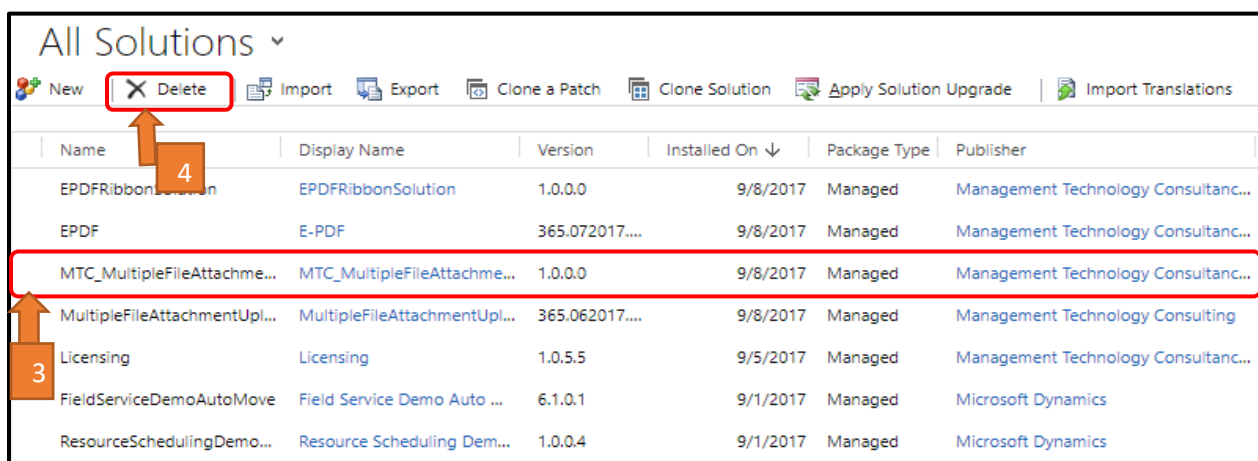 All Solutions
New Delete Import Export Clone a Patch Clone Solution Apply Solution Upgrade Import Translations
Name Display Name Version Installed On ↓ Package Type Publisher
4
EPDFRibbonSolution EPDFRibbonSolution 1.0.0.0 9/8/2017 Managed Management Technology Consultanc...
EPDF E-PDF 365.072017.... 9/8/2017 Managed Management Technology Consultanc...
MTC_MultipleFileAttachme... MTC_MultipleFileAttachme... 1.0.0.0 9/8/2017 Managed Management Technology Consultanc...
MultipleFileAttachmentUpl... MultipleFileAttachmentUpl... 365.062017.... 9/8/2017 Managed Management Technology Consulting
3
Licensing Licensing 1.0.5.5 9/5/2017 Managed Management Technology Consultanc...
FieldServiceDemoAutoMove Field Service Demo Auto ... 6.1.0.1 9/1/2017 Managed Microsoft Dynamics
ResourceSchedulingDemo... Resource Scheduling Dem... 1.0.0.4 9/1/2017 Managed Microsoft Dynamics